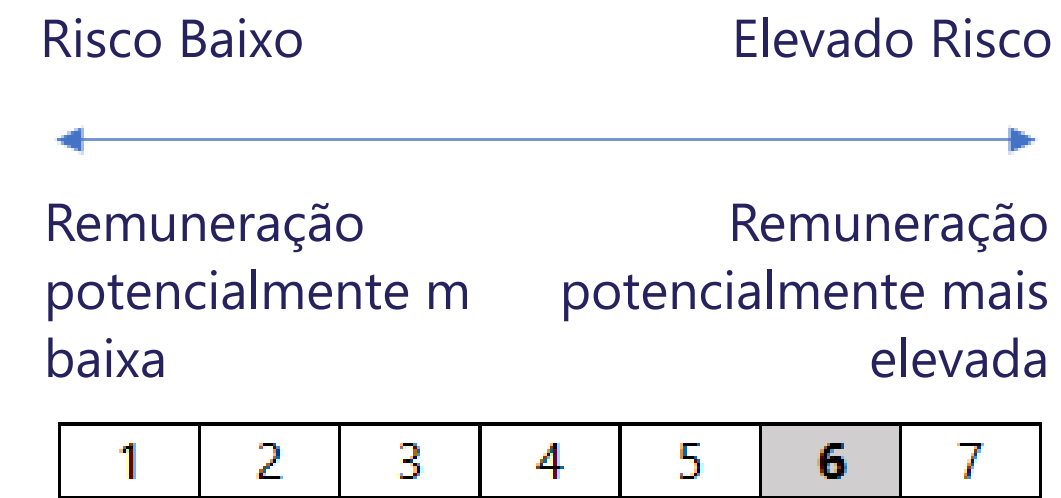 Risco Baixo Elevado Risco
Remuneração Remuneração
potencialmente m potencialmente mais
baixa elevada
1 2 3 4 5 6 7